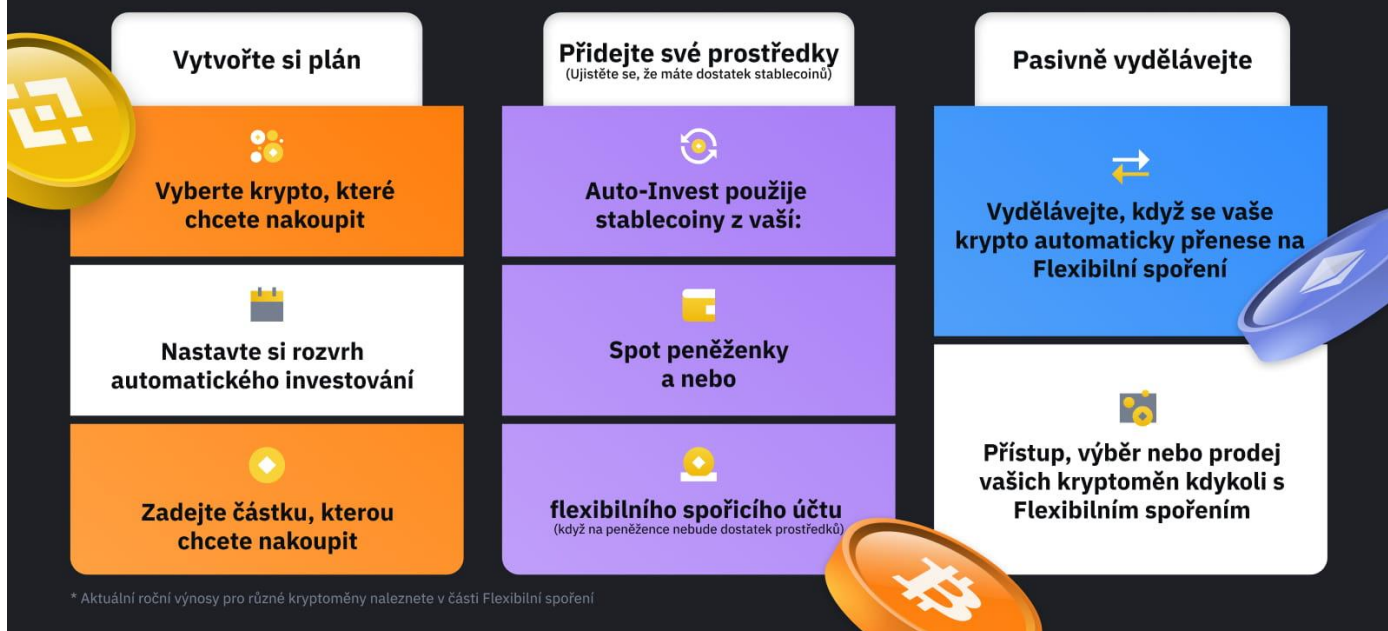 Vytvořte si plán
Vyberte krypto, které
chcete nakoupit
Nastavte si rozvrh
automatického investování
Zadejte částku, kterou
chcete nakoupit
Přidejte své prostředky
(Ujistěte se, že máte dostatek stablecoinů)
Auto-Invest použije
stablecoiny z vaší:
Spot peněženky
a nebo
flexibilního spořicího účtu
(když na peněžence nebude dostatek prostředků)
Pasivně vydělávejte
Vydělávejte, když se vaše
krypto automaticky přenese na
Flexibilní spoření
Přístup, výběr nebo prodej
vašich kryptoměn kdykoli s
Flexibilním spořením
* Aktuální roční výnosy pro různé kryptoměny naleznete v části Flexibilní spoření